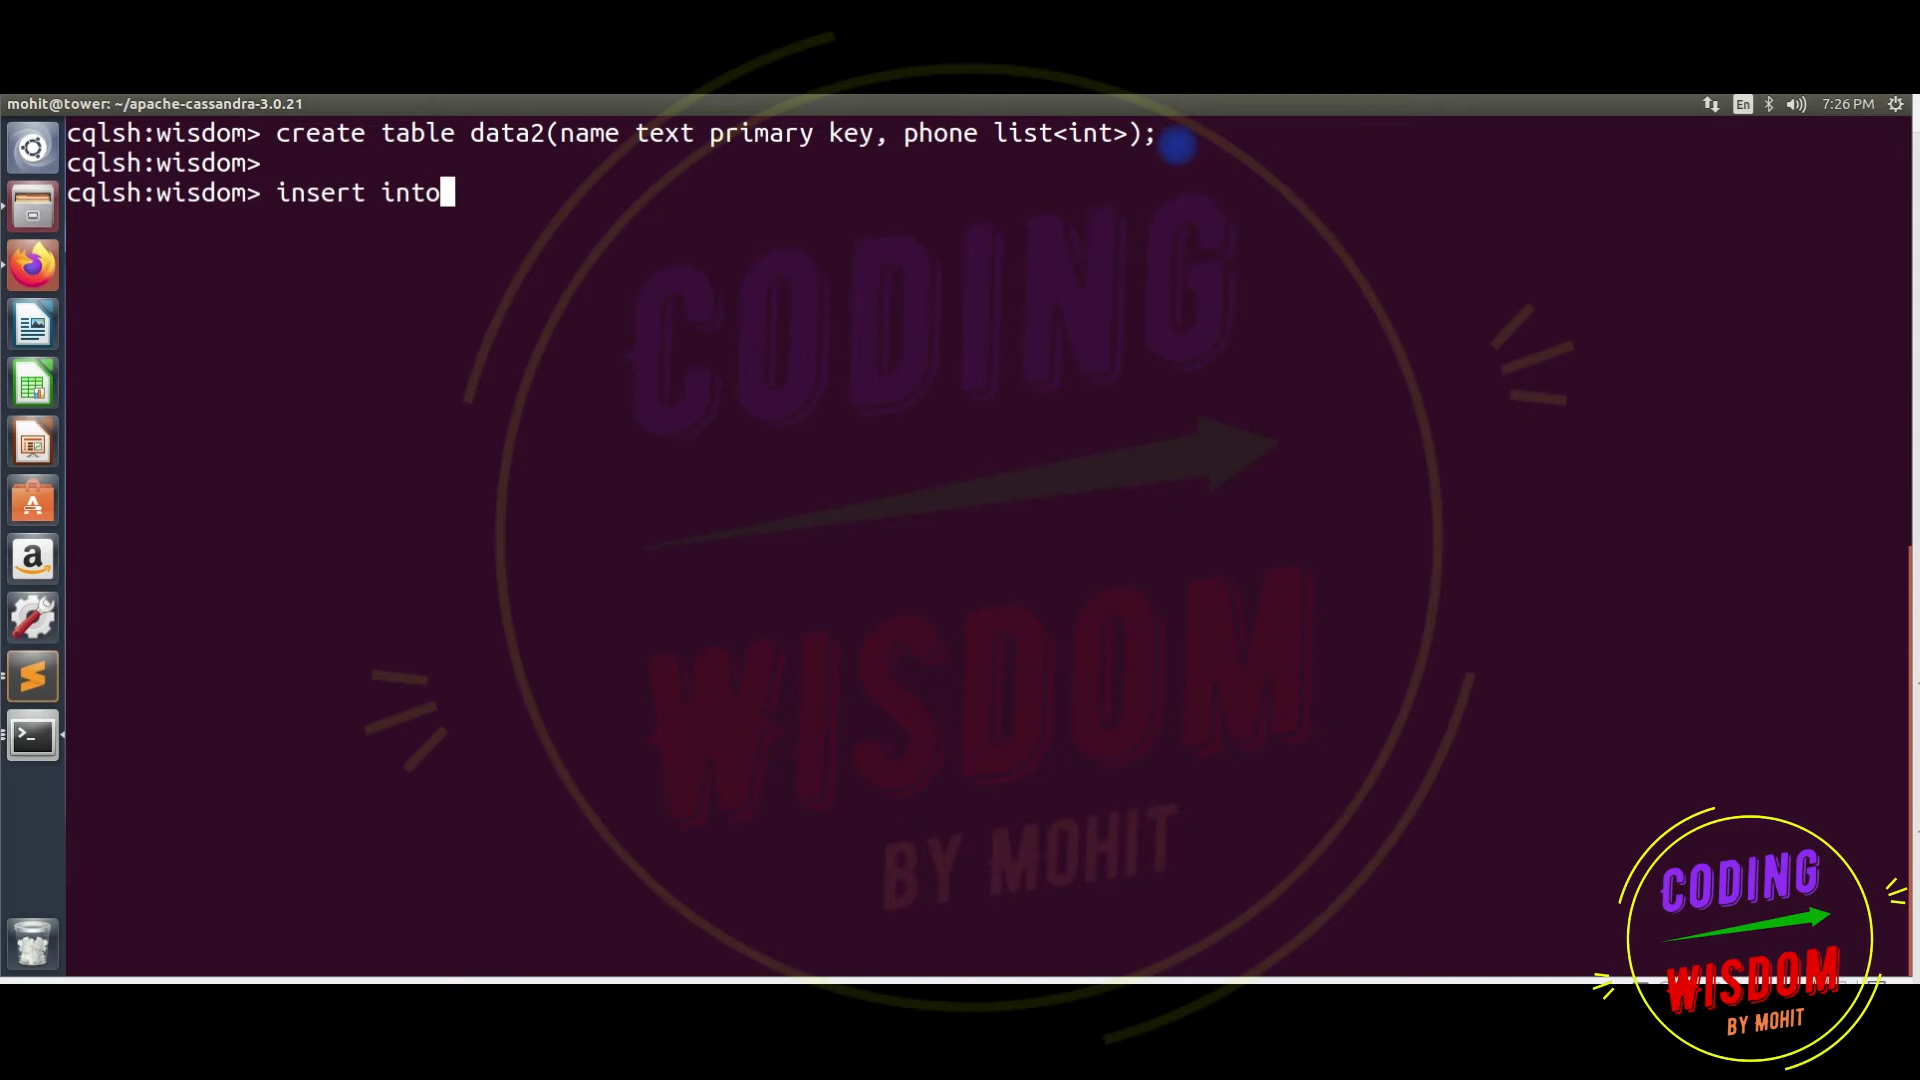 mohit@tower: ~/apache-cassandra-3.0.21
En
7:26 PM
cqlsh:wisdom> create table data2(name text primary key, phone list<int>);
cqlsh:wisdom>
cqlsh:wisdom> insert into
CODING
WISDOM
BY MOHIT
CODING
WISDOM
BY MOHIT